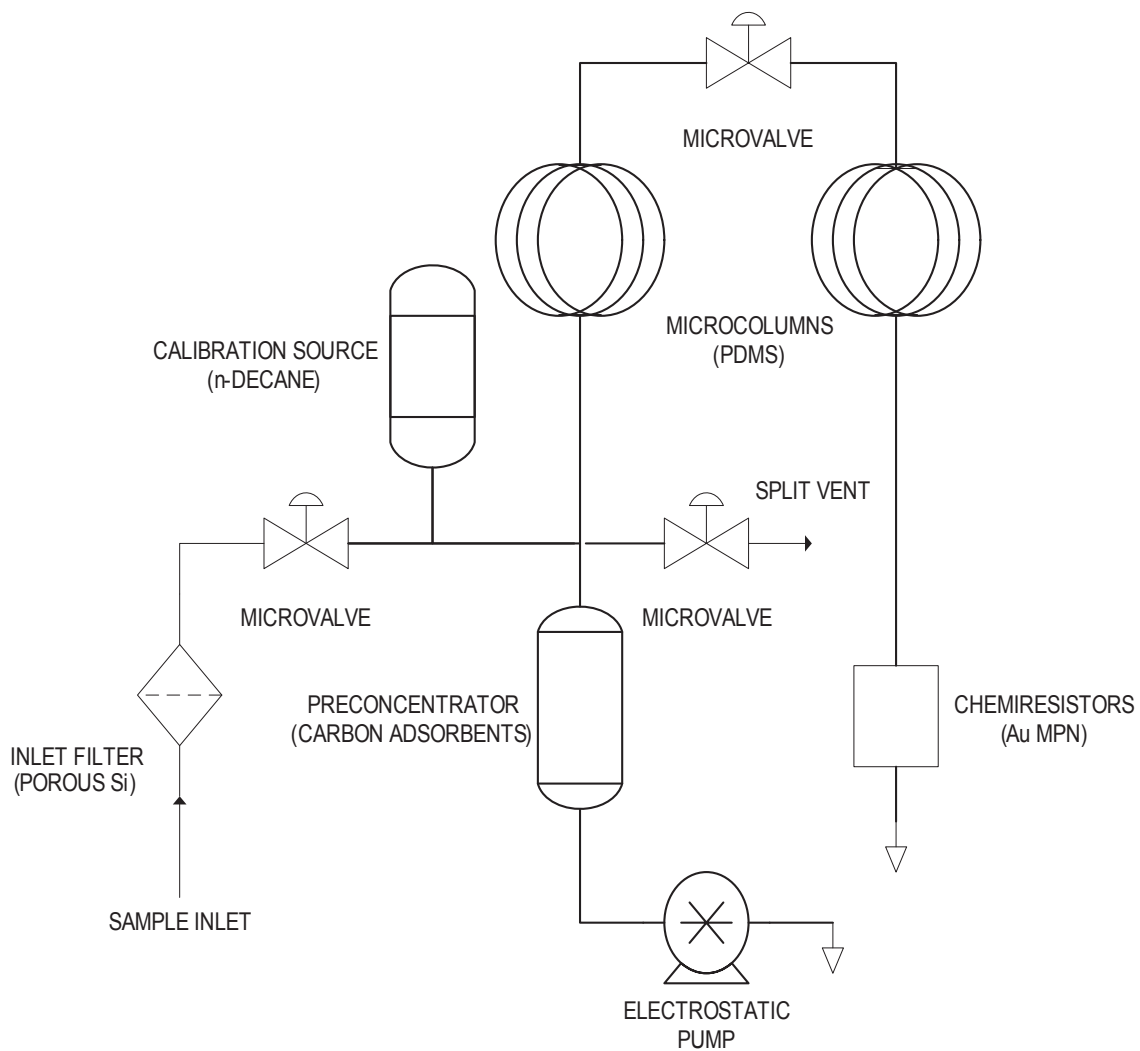 MICROVALVE
MICROCOLUMNS
(PDMS)
CALIBRATION SOURCE
(n-DECANE)
SPLIT VENT
MICROVALVE
MICROVALVE
PRECONCENTRATOR
(CARBON ADSORBENTS)
CHEMIRESISTORS
(Au MPN)
INLET FILTER
(POROUS Si)
SAMPLE INLET
ELECTROSTATIC
PUMP